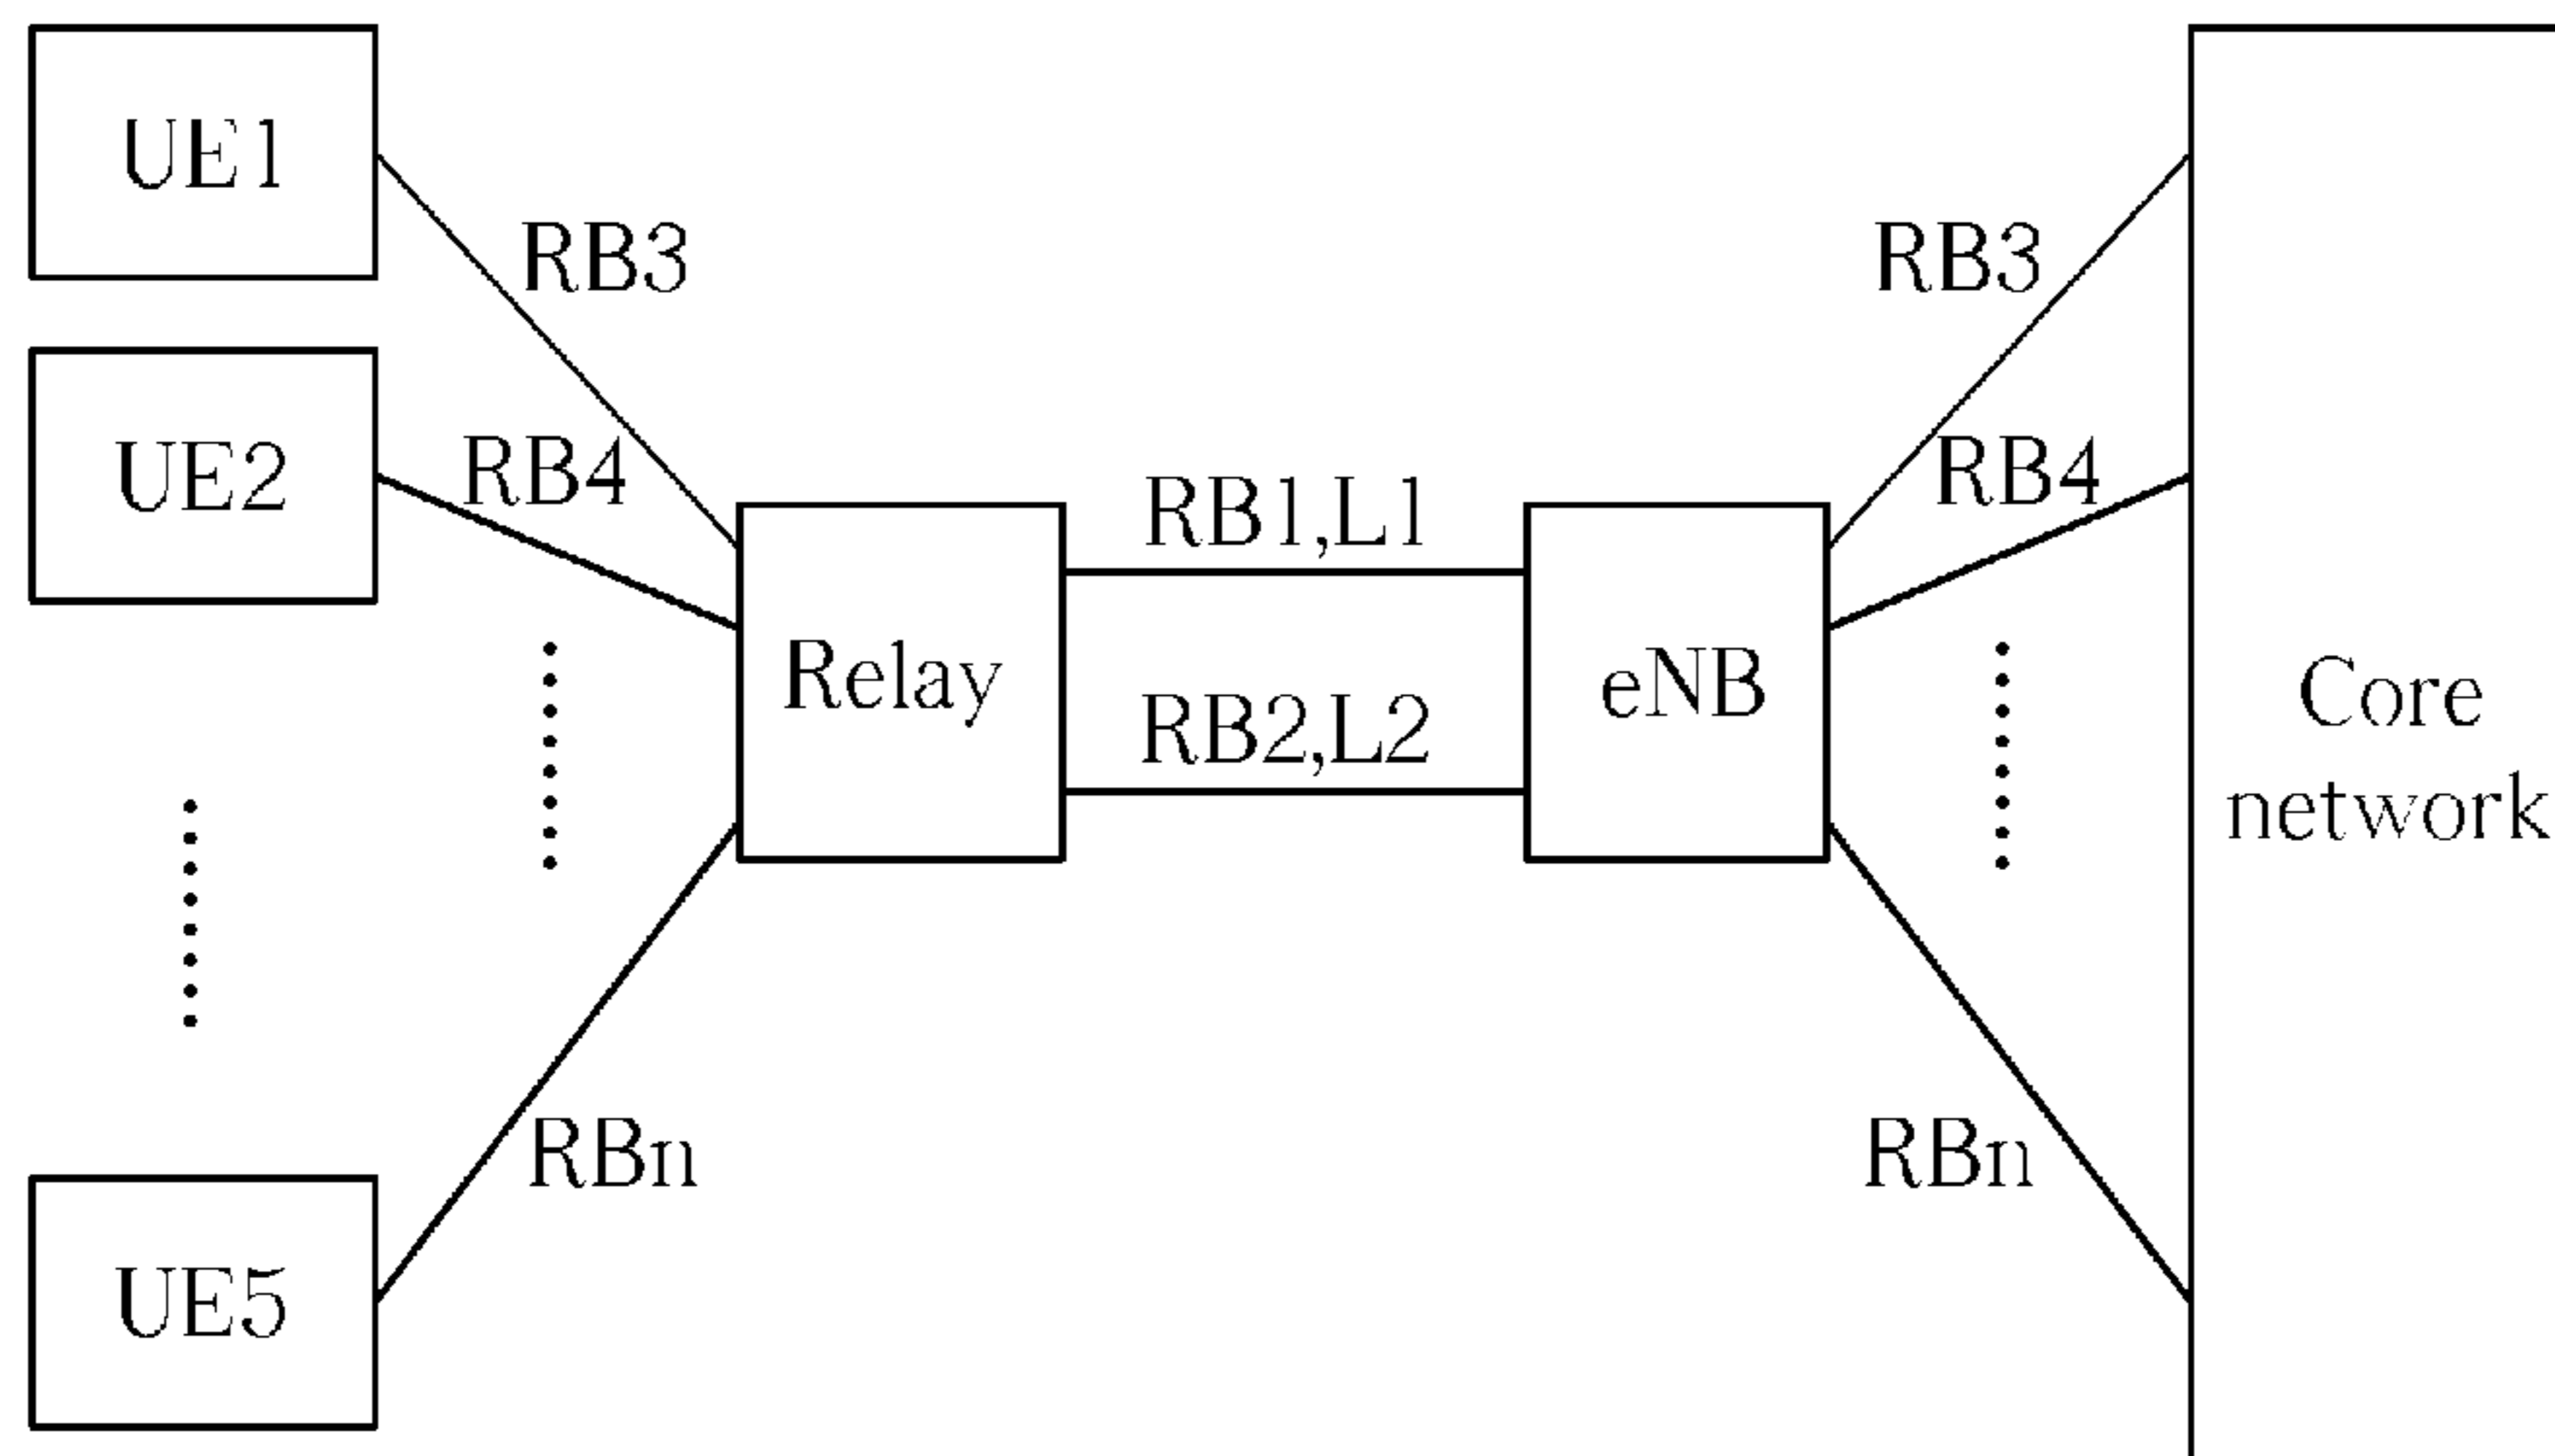 UE1
RB3
RB3
UE2
RB4
RB4
RB1,L1
Relay
eNB
RB2,L2
Core
network
RBn
RBn
UE5